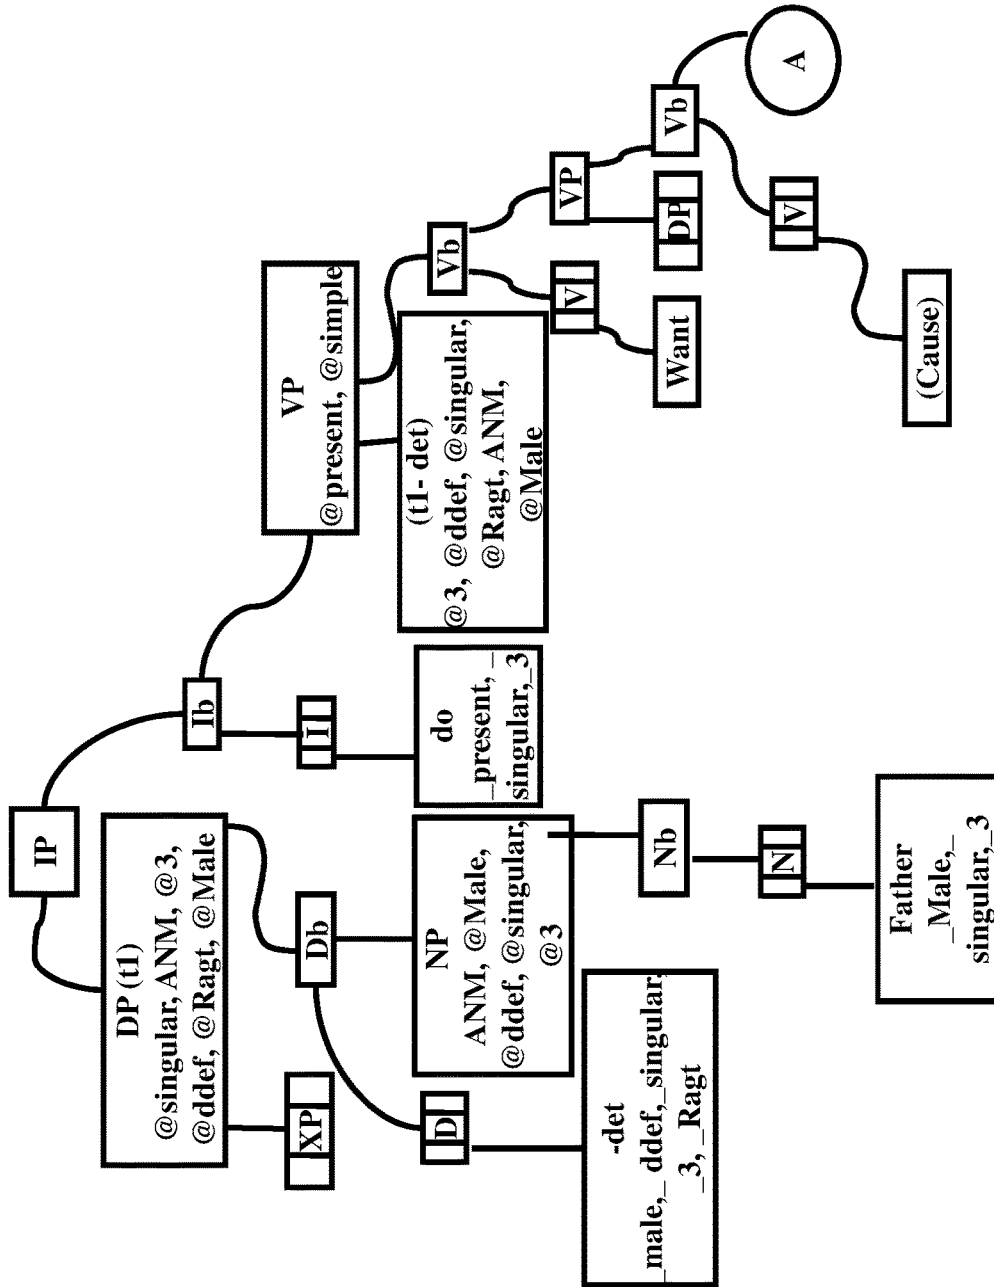 IP
DP (t1)
@singular, ANM, @3,
@ddef, @Ragt, @Male
Ib
VP
@present, @simple
XP
Db
I
(t1- det)
@3, @ddef, @singular,
@Ragt, ANM,
@Male
Vb
D
NP
ANM, @Male,
@ddef, @singular,
@3
do
_present, _
singular,_3
V
VP
-det
_male,_ ddef,_singular,
_3, _Ragt
Nb
Want
DP
Vb
N
V
A
Father
_Male,_
singular,_3
(Cause)